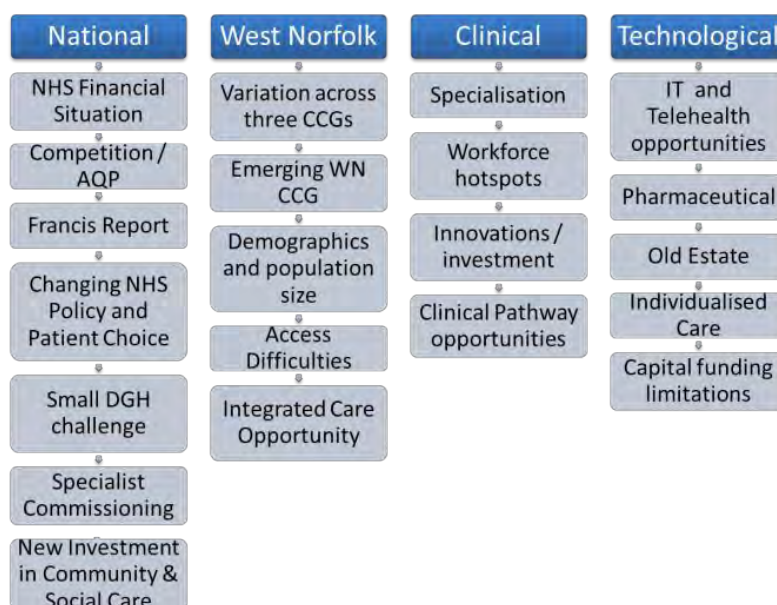 National
NHS Financial
Situation
Competition /
AQP
Francis Report
Changing NHS
Policy and
Patient Choice
Small DGH
challenge
Specialist
Commissioning
New Investment
in Community &
Social Care
West Norfolk
Variation across
three CCGs
Emerging WN
CCG
Demographics
and population
size
Access
Difficulties
Integrated Care
Opportunity
Clinical
Specialisation
Workforce
hotspots
Innovations /
investment
Clinical Pathway
opportunities
Technological
IT and
Telehealth
opportunities
Pharmaceutical
Old Estate
Individualised
Care
Capital funding
limitations